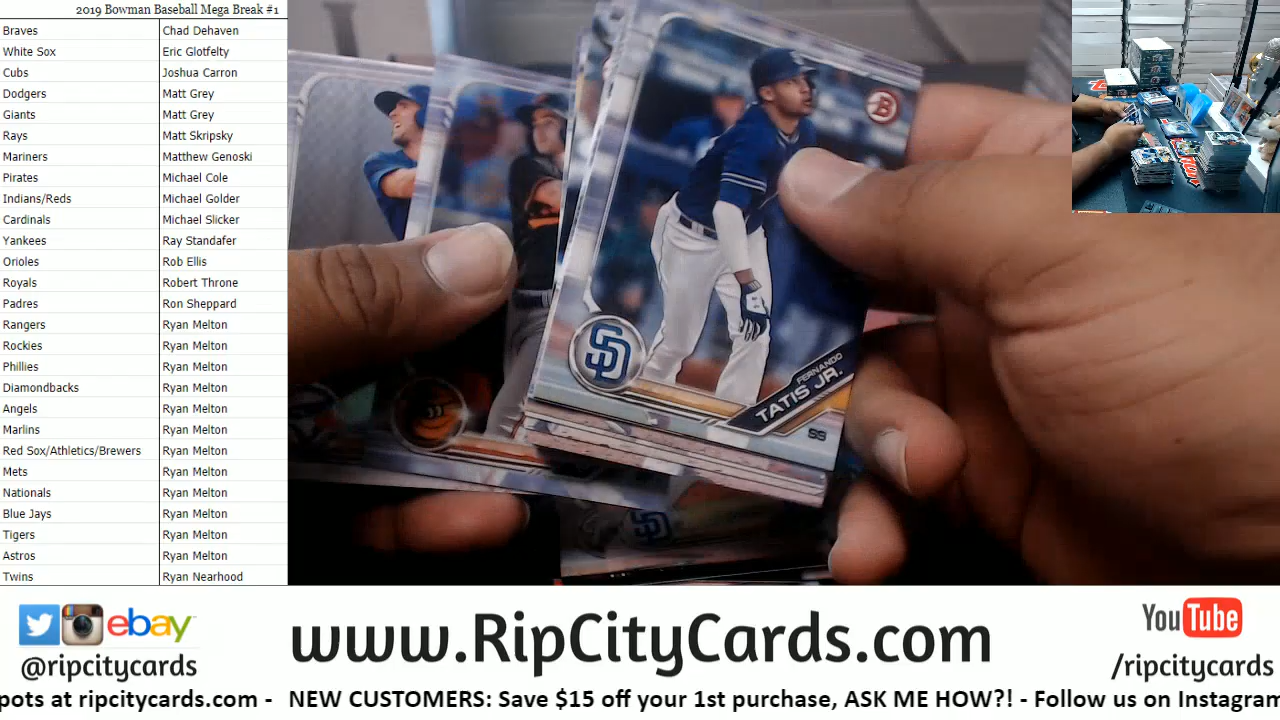 2019 Bowman Baseball Mega Break #1
Braves Chad Dehaven
White Sox Eric Glotfelty
Cubs Joshua Carron
Dodgers Matt Grey
Giants Matt Grey
Rays Matt Skripsky
Mariners Matthew Genoski
Pirates Michael Cole
Indians/Reds Michael Golder
Cardinals Michael Slicker
Yankees Ray Standafer
Orioles Rob Ellis
Royals Robert Throne
Padres Ron Sheppard
Rangers Ryan Melton
Rockies Ryan Melton
Phillies Ryan Melton
Diamondbacks Ryan Melton
Angels Ryan Melton
Marlins Ryan Melton
Red Sox/Athletics/Brewers Ryan Melton
Mets Ryan Melton
Nationals Ryan Melton
Blue Jays Ryan Melton
Tigers Ryan Melton
Astros Ryan Melton
Twins Ryan Nearhood
B
SD
FERNANDO
TATIS JR.
SS
SD
ebay
@ripcitycards
www.RipCityCards.com
YouTube
/ripcitycards
pots at ripcitycards.com - NEW CUSTOMERS: Save $15 off your 1st purchase, ASK ME HOW?! - Follow us on Instagram